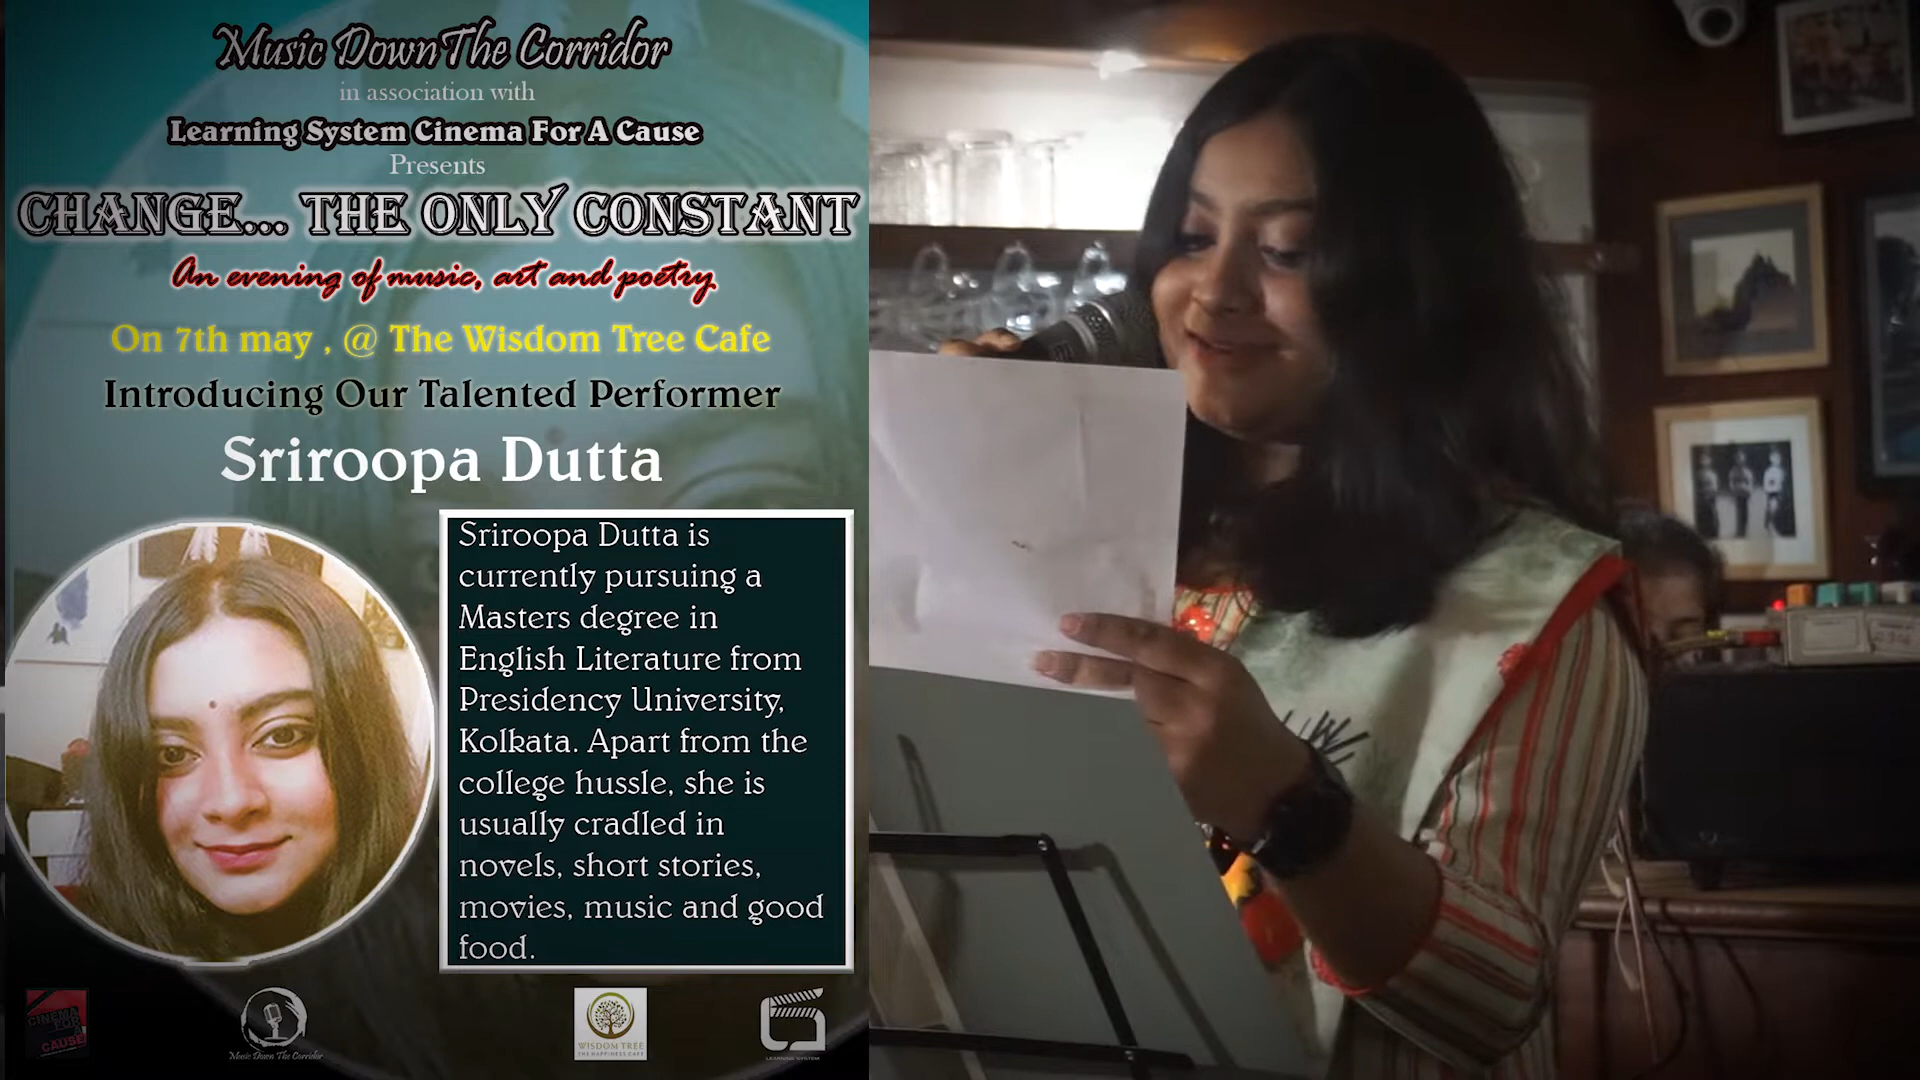 Music Down The Corridor
in association with
Learning System Cinema For A Cause
Presents
CHANGE... THE ONLY CONSTANT
An evening of music, art and poetry
On 7th may , @ The Wisdom Tree Cafe
Introducing Our Talented Performer
Sriroopa Dutta
Sriroopa Dutta is
currently pursuing a
Masters degree in
English Literature from
Presidency University,
Kolkata. Apart from the
college hussle, she is
usually cradled in
novels, short stories,
movies, music and good
food.
CINEMA
FOR
A
CAUSE
Music Down The Corridor
WISDOM TREE
THE HAPPINESS CAFE
LEARNING SYSTEM